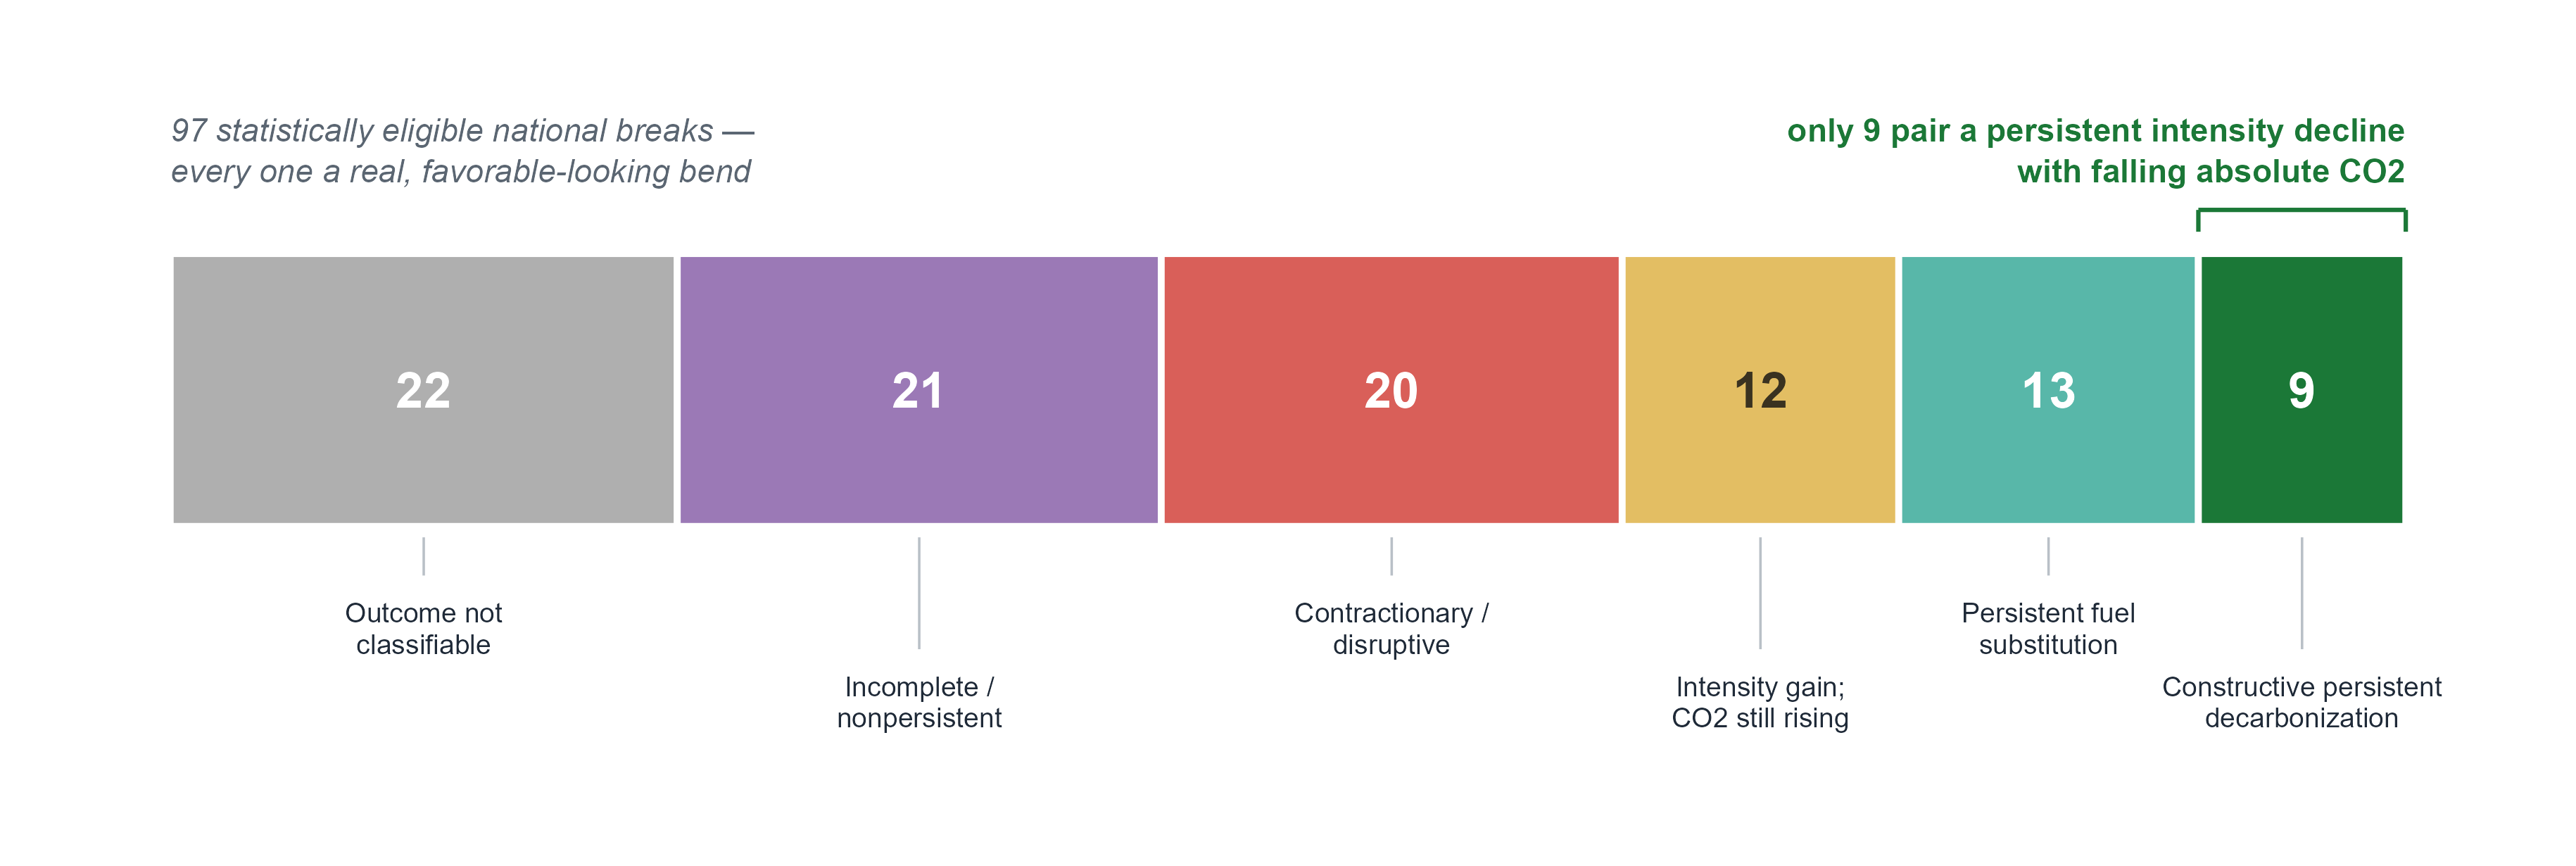 97 statistically eligible national breaks —
every one a real, favorable-looking bend
only 9 pair a persistent intensity decline
with falling absolute CO2
22
21
20
12
13
9
Outcome not
classifiable
Incomplete /
nonpersistent
Contractionary /
disruptive
Intensity gain;
CO2 still rising
Persistent fuel
substitution
Constructive persistent
decarbonization